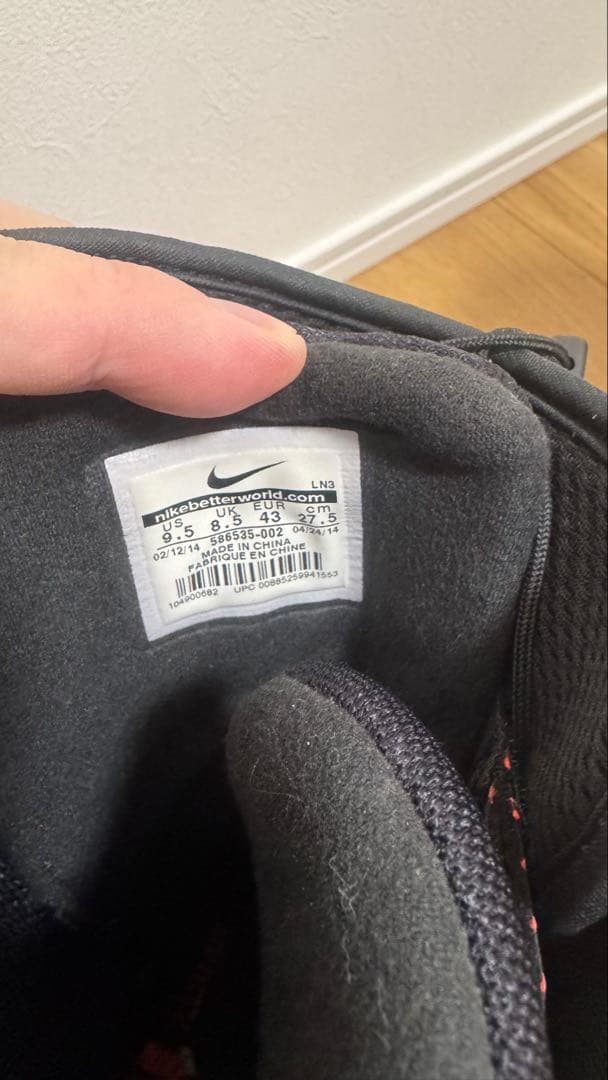 LN3
nikebetterworld.com
US UK EUR cm
9.5 8.5 43 27.5
02/12/14 586535-002 04/24/14
MADE IN CHINA
FABRIQUE EN CHINE
104900682 UPC 00885259941553